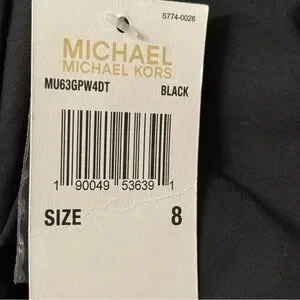 S774-0026
MICHAEL
MICHAEL KORS
MU63GPW4DT BLACK
1 90049 53639 1
SIZE 8